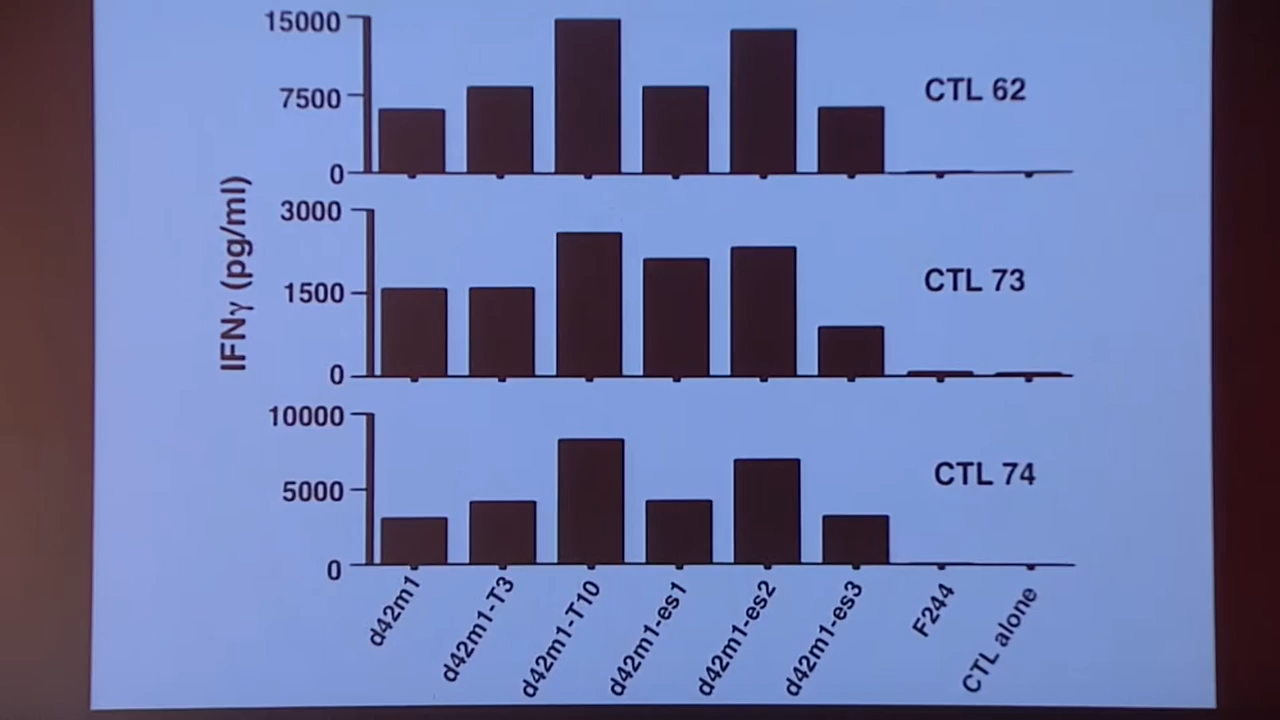 15000
7500
0
CTL 62
IFNγ (pg/ml)
3000
1500
0
CTL 73
10000
5000
0
CTL 74
d42m1
d42m1-T3
d42m1-T10
d42m1-es1
d42m1-es2
d42m1-es3
F244
CTL alone